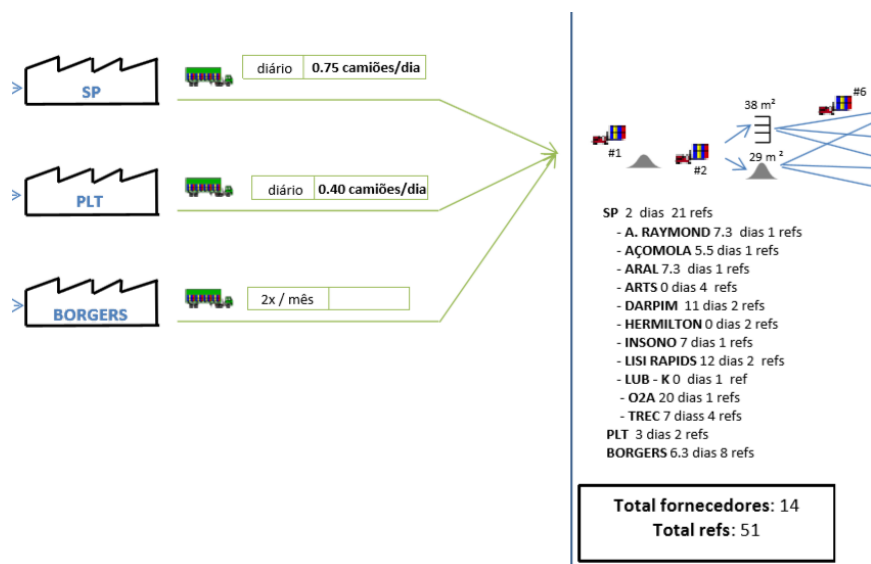 SP
diário 0.75 camiões/dia
PLT
diário 0.40 camiões/dia
BORGERS
2x / mês
#1
#2
38 m²
29 m ²
#6
SP 2 dias 21 refs
- A. RAYMOND 7.3 dias 1 refs
- AÇOMOLA 5.5 dias 1 refs
- ARAL 7.3 dias 1 refs
- ARTS 0 dias 4 refs
- DARPIM 11 dias 2 refs
- HERMILTON 0 dias 2 refs
- INSONO 7 dias 1 refs
- LISI RAPIDS 12 dias 2 refs
- LUB - K 0 dias 1 ref
- O2A 20 dias 1 refs
- TREC 7 diass 4 refs
PLT 3 dias 2 refs
BORGERS 6.3 dias 8 refs
Total fornecedores: 14
Total refs: 51